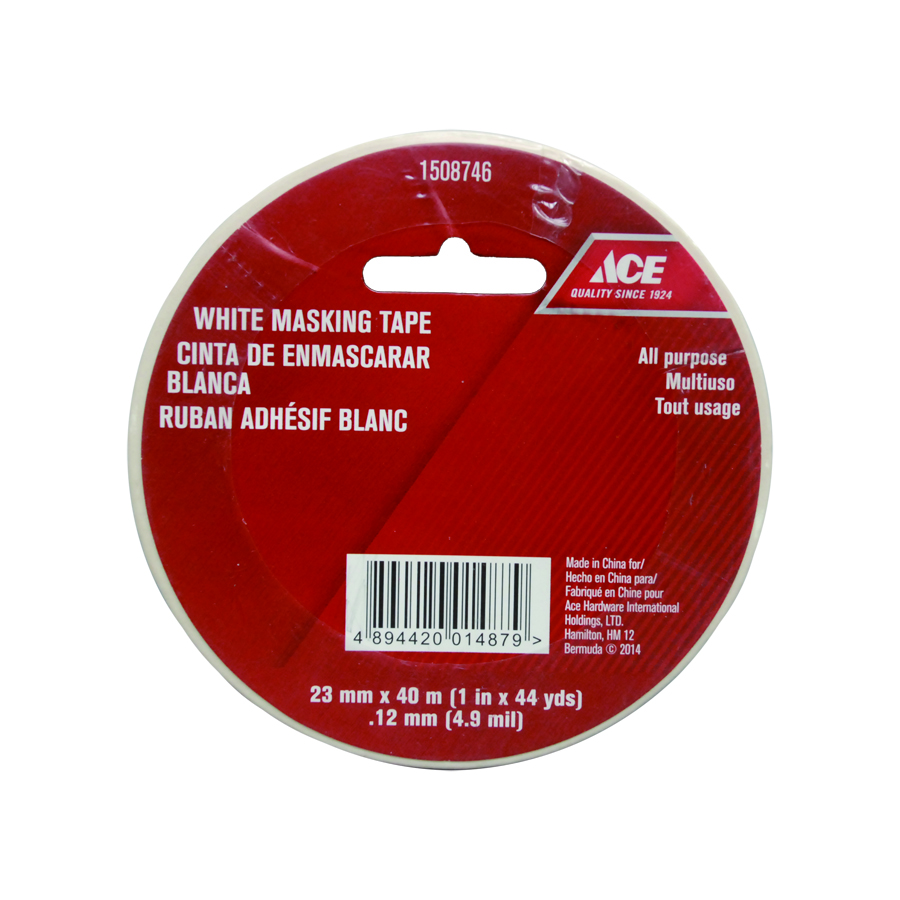 1508746
ACE
QUALITY SINCE 1924
WHITE MASKING TAPE
CINTA DE ENMASCARAR
BLANCA
RUBAN ADHÉSIF BLANC
All purpose
Multiuso
Tout usage
4 894420 014879 >
Made in China for/
Hecho en China para/
Fabriqué en Chine pour
Ace Hardware International
Holdings, LTD.
Hamilton, HM 12
Bermuda © 2014
23 mm x 40 m (1 in x 44 yds)
.12 mm (4.9 mil)